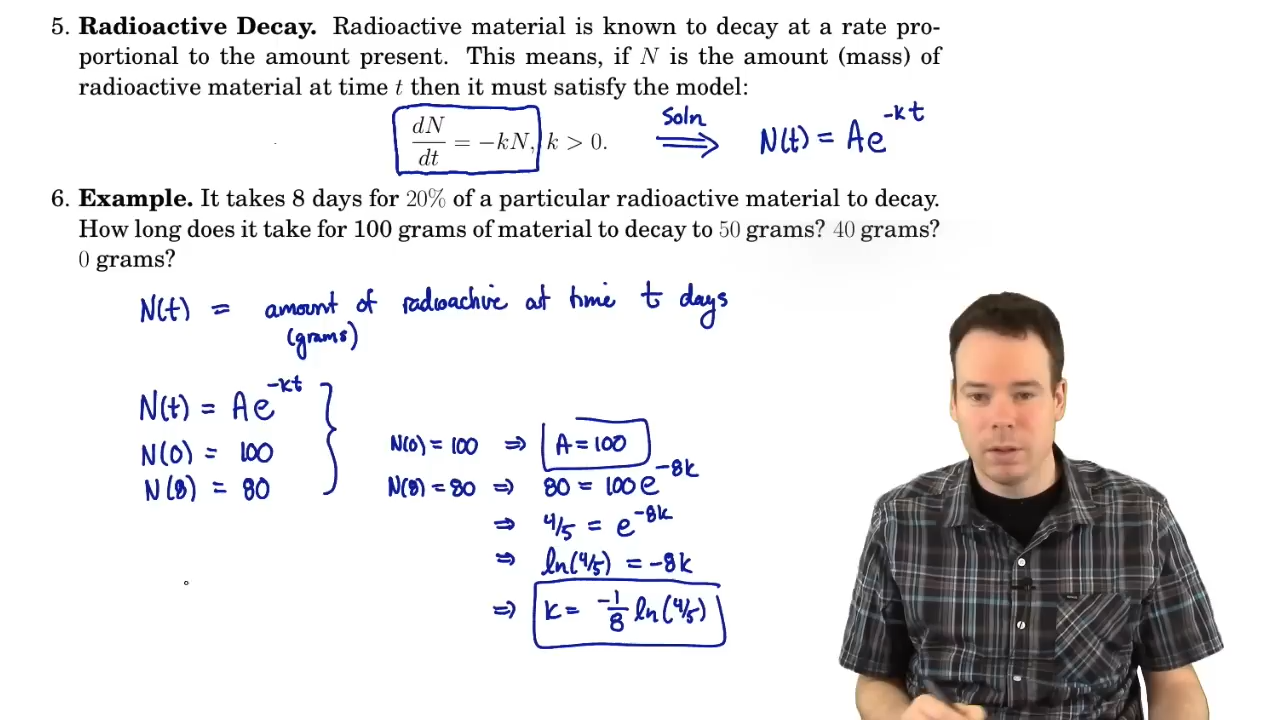 5. Radioactive Decay. Radioactive material is known to decay at a rate pro-
portional to the amount present. This means, if N is the amount (mass) of
radioactive material at time t then it must satisfy the model:
dN/dt = -kN, k > 0. Soln ⟹ N(t) = Ae^{-kt}
6. Example. It takes 8 days for 20% of a particular radioactive material to decay.
How long does it take for 100 grams of material to decay to 50 grams? 40 grams?
0 grams?
N(t) = amount of radioactive at time t days
(grams)
N(t) = Ae^{-kt}
N(0) = 100
N(8) = 80
N(0) = 100 ⇒ A = 100
N(8) = 80 ⇒ 80 = 100e^{-8k}
⇒ 4/5 = e^{-8k}
⇒ ln(4/5) = -8k
⇒ k = -1/8 ln(4/5)